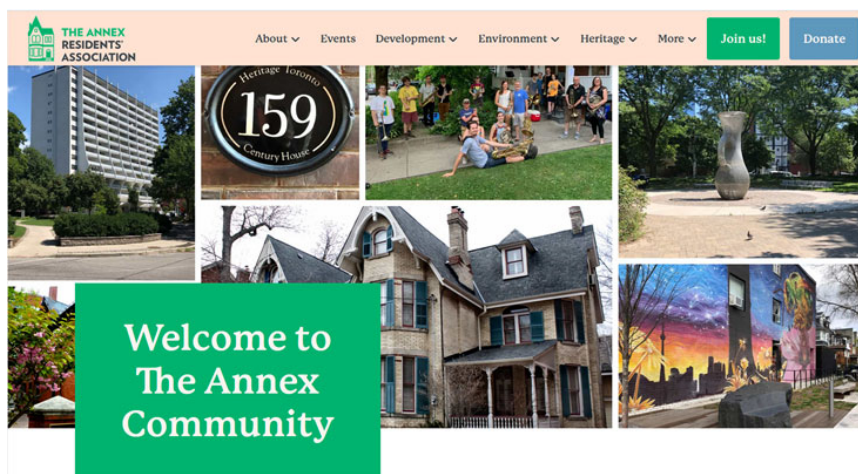 THE ANNEX
RESIDENTS'
ASSOCIATION
About
Events
Development
Environment
Heritage
More
Join us!
Donate
Heritage Toronto
159
Century House
Welcome to
The Annex
Community